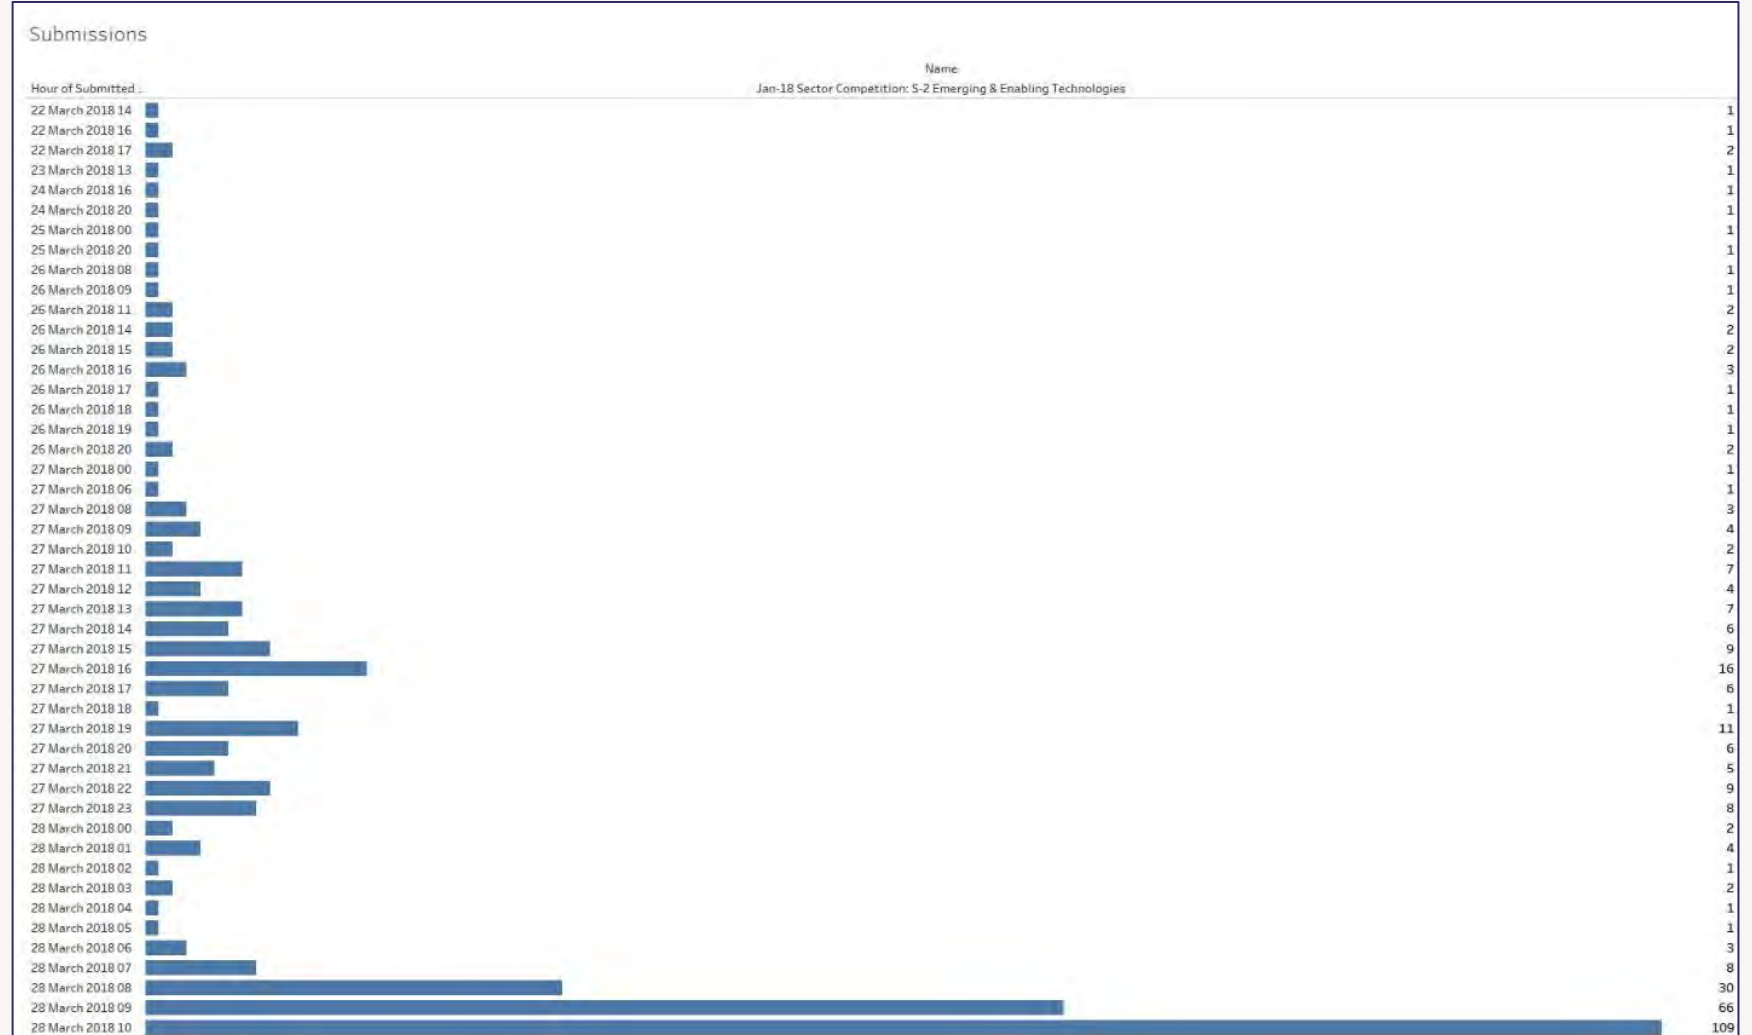 Submissions
Name
Hour of Submitted ..
Jan-18 Sector Competition: S-2 Emerging & Enabling Technologies
22 March 2018 14 1
22 March 2018 16 1
22 March 2018 17 2
23 March 2018 13 1
24 March 2018 16 1
24 March 2018 20 1
25 March 2018 00 1
25 March 2018 20 1
26 March 2018 08 1
26 March 2018 09 1
26 March 2018 11 2
26 March 2018 14 2
26 March 2018 15 2
26 March 2018 16 3
26 March 2018 17 1
26 March 2018 18 1
26 March 2018 19 1
26 March 2018 20 2
27 March 2018 00 1
27 March 2018 06 1
27 March 2018 08 3
27 March 2018 09 4
27 March 2018 10 2
27 March 2018 11 7
27 March 2018 12 4
27 March 2018 13 7
27 March 2018 14 6
27 March 2018 15 9
27 March 2018 16 16
27 March 2018 17 6
27 March 2018 18 1
27 March 2018 19 11
27 March 2018 20 6
27 March 2018 21 5
27 March 2018 22 9
27 March 2018 23 8
28 March 2018 00 2
28 March 2018 01 4
28 March 2018 02 1
28 March 2018 03 2
28 March 2018 04 1
28 March 2018 05 1
28 March 2018 06 3
28 March 2018 07 8
28 March 2018 08 30
28 March 2018 09 66
28 March 2018 10 109